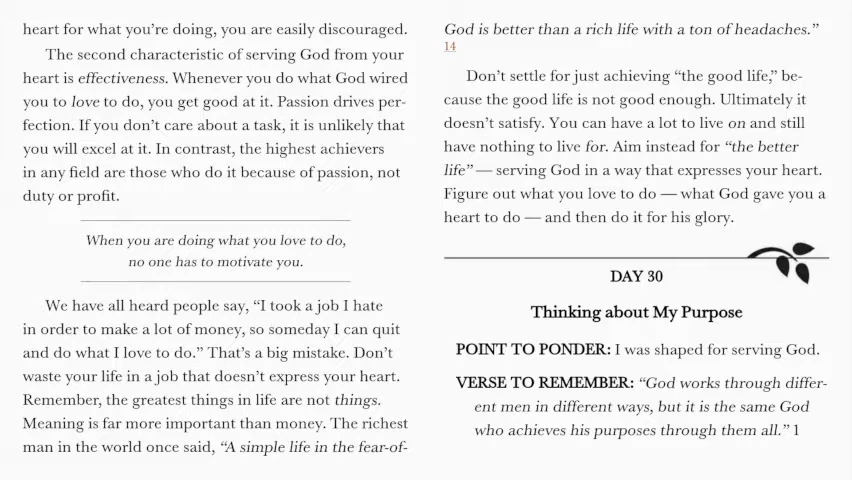 heart for what you’re doing, you are easily discouraged.
The second characteristic of serving God from your
heart is effectiveness. Whenever you do what God wired
you to love to do, you get good at it. Passion drives per-
fection. If you don’t care about a task, it is unlikely that
you will excel at it. In contrast, the highest achievers
in any field are those who do it because of passion, not
duty or profit.
When you are doing what you love to do,
no one has to motivate you.
We have all heard people say, “I took a job I hate
in order to make a lot of money, so someday I can quit
and do what I love to do.” That’s a big mistake. Don’t
waste your life in a job that doesn’t express your heart.
Remember, the greatest things in life are not things.
Meaning is far more important than money. The richest
man in the world once said, “A simple life in the fear-of-
God is better than a rich life with a ton of headaches.”
14
Don’t settle for just achieving “the good life,” be-
cause the good life is not good enough. Ultimately it
doesn’t satisfy. You can have a lot to live on and still
have nothing to live for. Aim instead for “the better
life” — serving God in a way that expresses your heart.
Figure out what you love to do — what God gave you a
heart to do — and then do it for his glory.
DAY 30
Thinking about My Purpose
POINT TO PONDER: I was shaped for serving God.
VERSE TO REMEMBER: “God works through differ-
ent men in different ways, but it is the same God
who achieves his purposes through them all.” 1